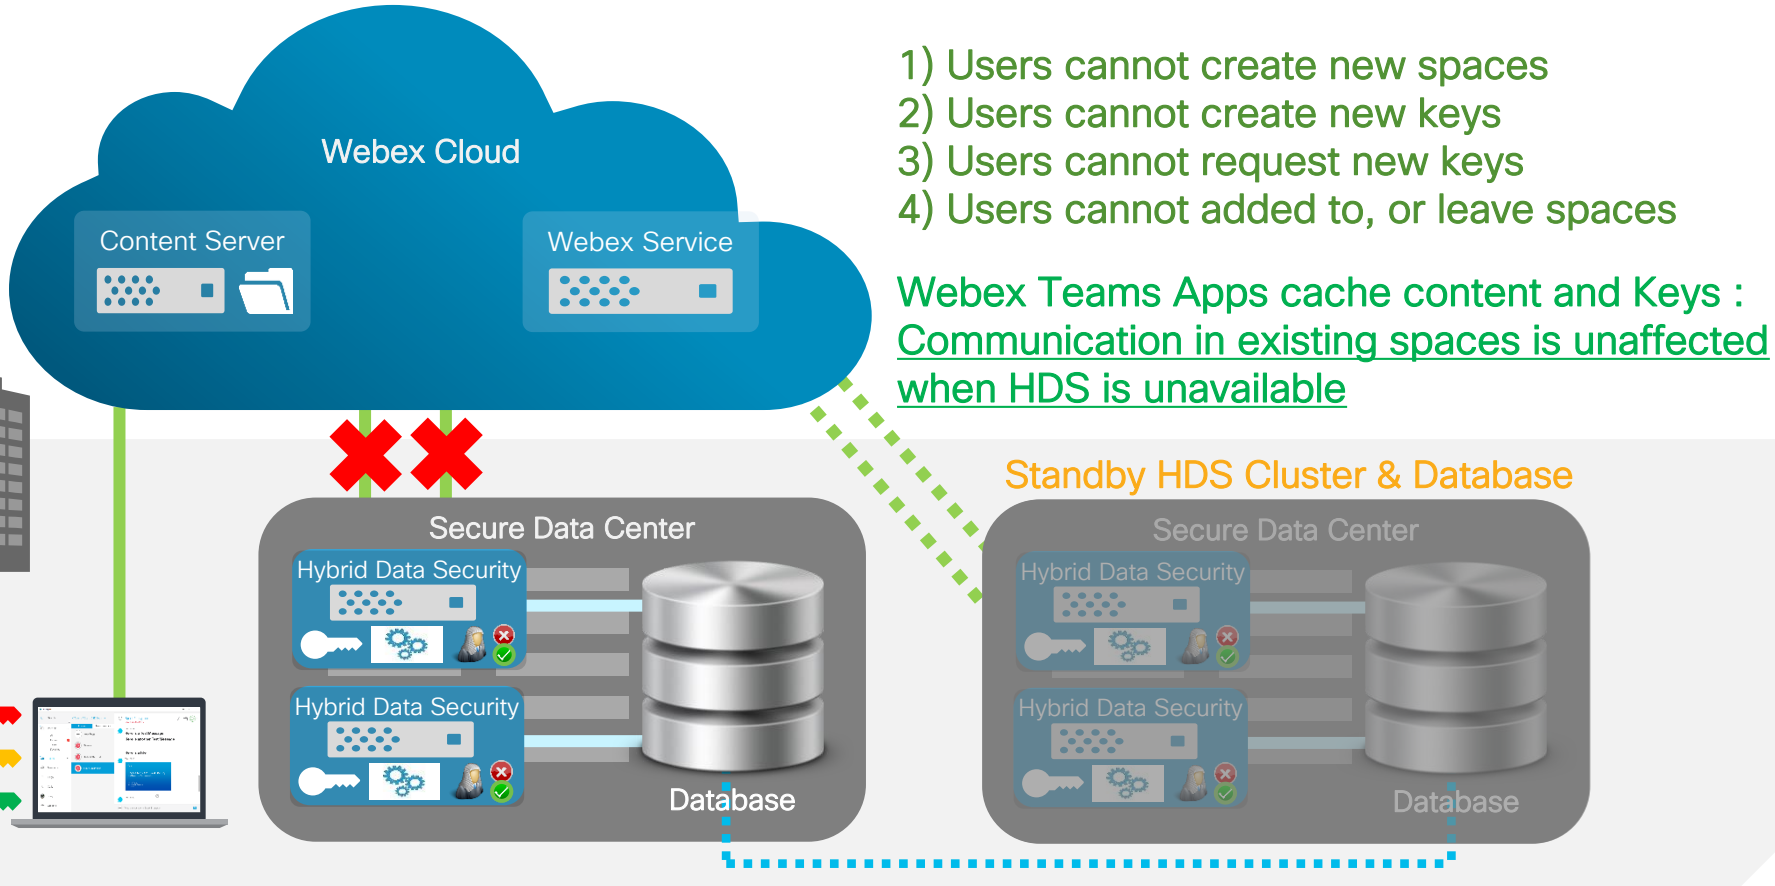 1) Users cannot create new spaces
2) Users cannot create new keys
3) Users cannot request new keys
4) Users cannot added to, or leave spaces
Webex Teams Apps cache content and Keys :
Communication in existing spaces is unaffected
when HDS is unavailable
Webex Cloud
Content Server
Webex Service
Standby HDS Cluster & Database
Secure Data Center
Hybrid Data Security
Hybrid Data Security
Database
Secure Data Center
Hybrid Data Security
Hybrid Data Security
Database